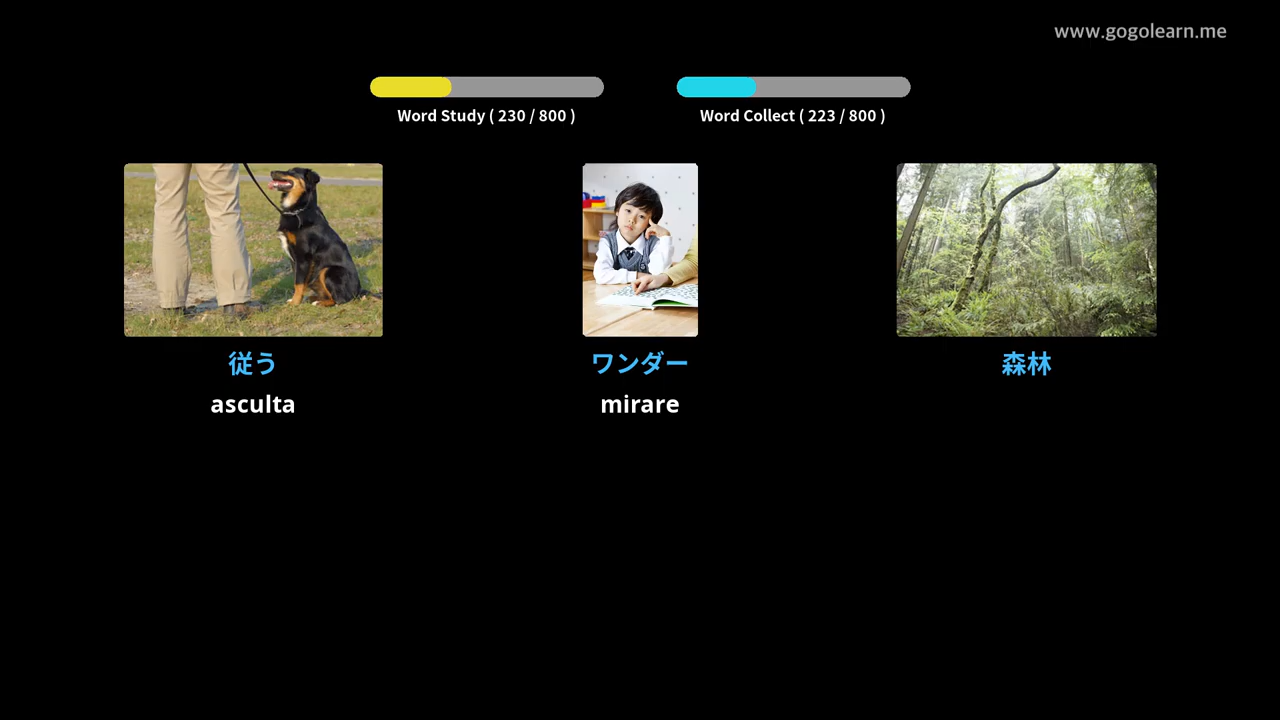 www.gogolearn.me
Word Study ( 230 / 800 )
Word Collect ( 223 / 800 )
従う
ワンダー
森林
asculta
mirare